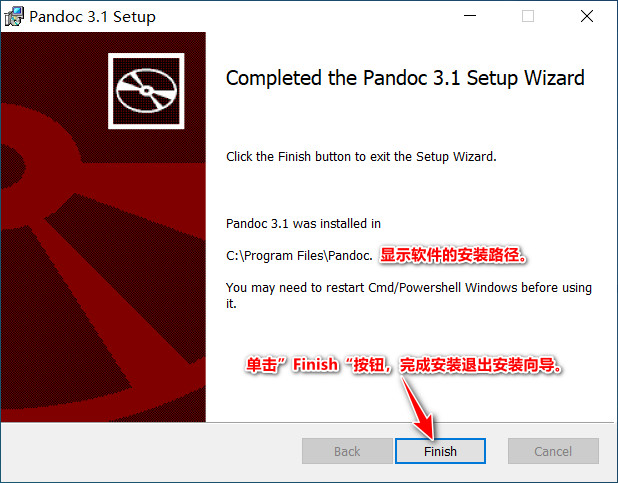 Pandoc 3.1 Setup
Completed the Pandoc 3.1 Setup Wizard
Click the Finish button to exit the Setup Wizard.
Pandoc 3.1 was installed in
C:\Program Files\Pandoc. 显示软件的安装路径。
You may need to restart Cmd/Powershell Windows before using
it.
单击”Finish“按钮，完成安装退出安装向导。
Back Finish Cancel